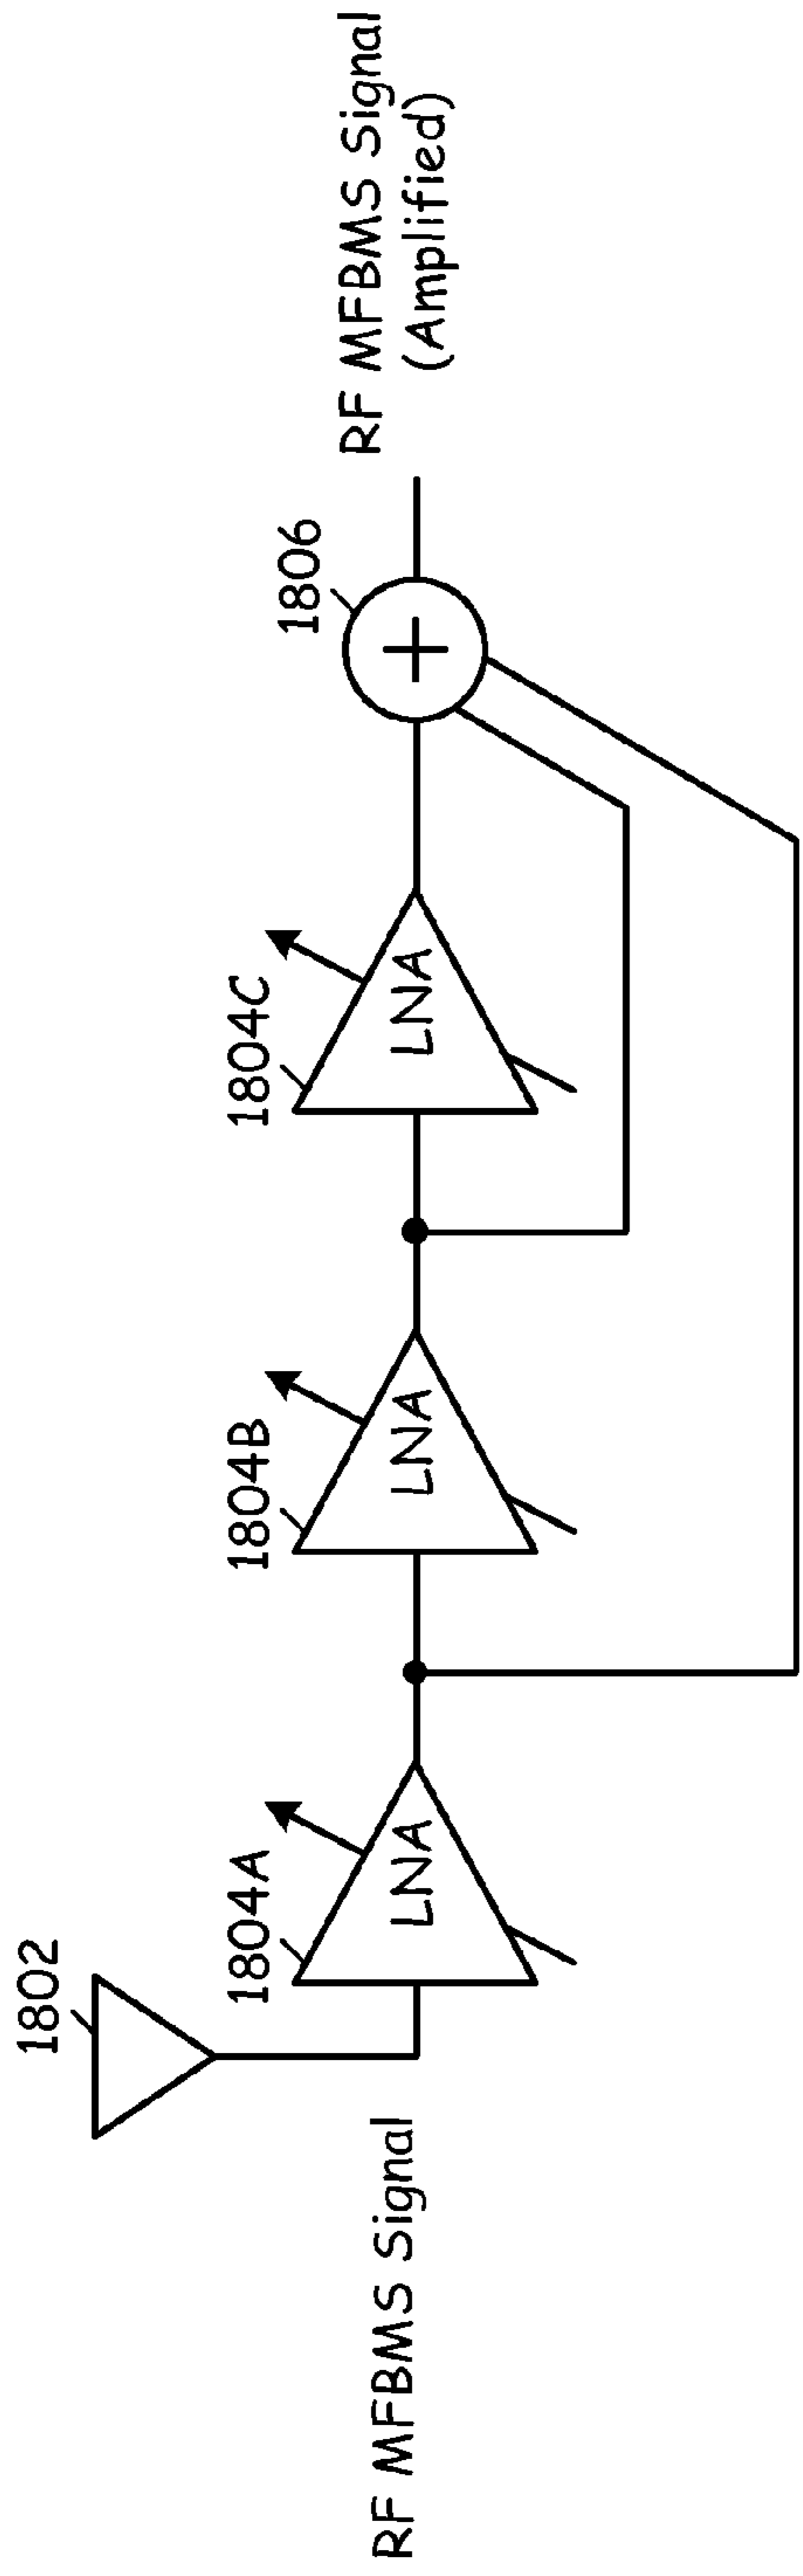 1802
RF MFBMS Signal
1804A
LNA
1804B
LNA
1804C
LNA
1806
+
RF MFBMS Signal
(Amplified)